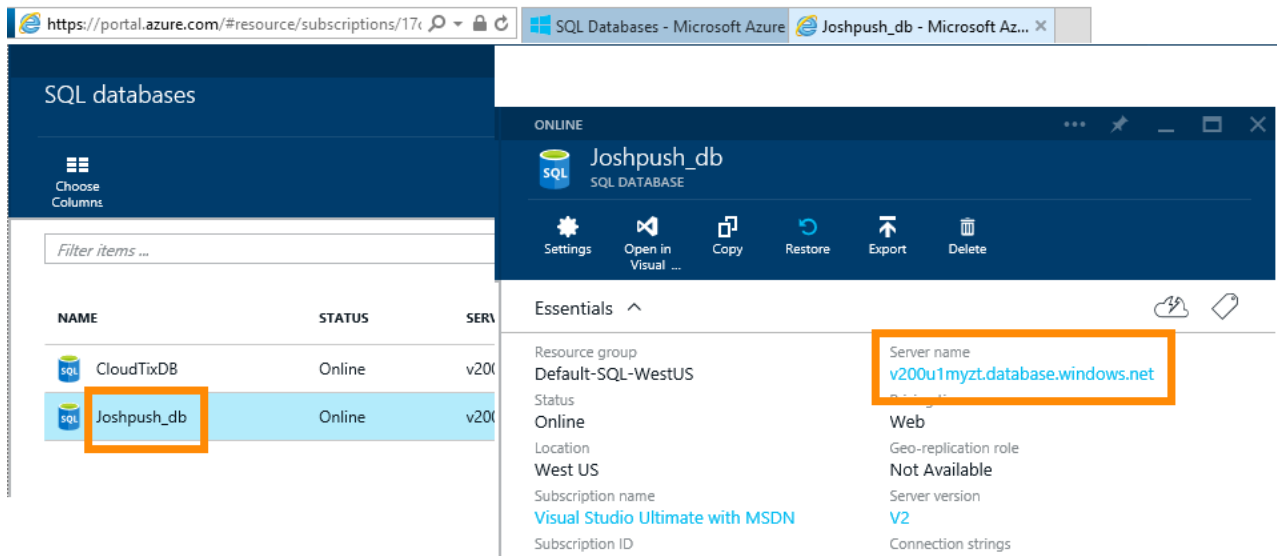 https://portal.azure.com/#resource/subscriptions/17
SQL Databases - Microsoft Azure
Joshpush_db - Microsoft Az...
SQL databases
Choose
Columns
Filter items ...
NAME STATUS
CloudTixDB Online v200
Joshpush_db Online v200
ONLINE
SQL
Joshpush_db
SQL DATABASE
Settings
Open in
Visual ...
Copy
Restore
Export
Delete
Essentials
Resource group
Default-SQL-WestUS
Status
Online
Location
West US
Subscription name
Visual Studio Ultimate with MSDN
Subscription ID
Server name
v200u1myzt.database.windows.net
Web
Geo-replication role
Not Available
Server version
V2
Connection strings